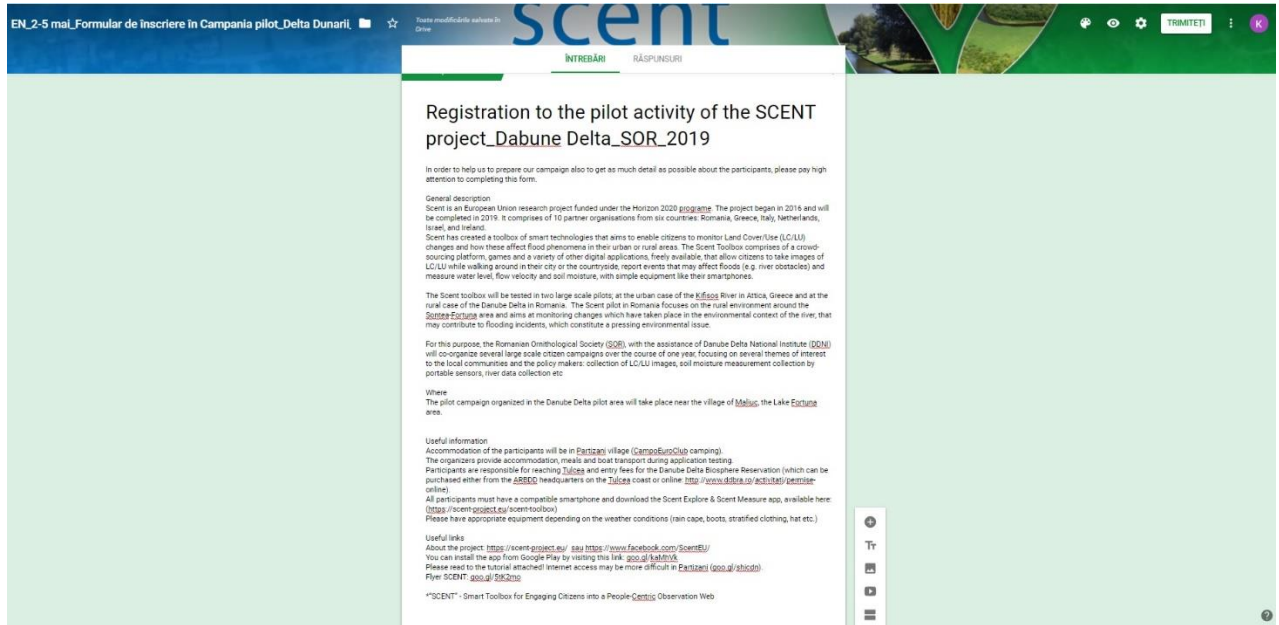 EN_2-5 mai_Formular de înscriere în Campania pilot_Delta Dunarii,
Toate modificările salvate în
Drive
scent
TRIMITEȚI
K
ÎNTREBĂRI RĂSPUNSURI
Registration to the pilot activity of the SCENT
project_Dabune Delta_SOR_2019
In order to help us to prepare our campaign also to get as much detail as possible about the participants, please pay high
attention to completing this form.
General description
Scent is an European Union research project funded under the Horizon 2020 programe. The project began in 2016 and will
be completed in 2019. It comprises of 10 partner organisations from six countries: Romania, Greece, Italy, Netherlands,
Israel, and Ireland.
Scent has created a toolbox of smart technologies that aims to enable citizens to monitor Land Cover/Use (LC/LU)
changes and how these affect flood phenomena in their urban or rural areas. The Scent Toolbox comprises of a crowd-
sourcing platform, games and a variety of other digital applications, freely available, that allow citizens to take images of
LC/LU while walking around in their city or the countryside, report events that may affect floods (e.g. river obstacles) and
measure water level, flow velocity and soil moisture, with simple equipment like their smartphones.
The Scent toolbox will be tested in two large scale pilots; at the urban case of the Kifisos River in Attica, Greece and at the
rural case of the Danube Delta in Romania. The Scent pilot in Romania focuses on the rural environment around the
Sontea-Fortuna area and aims at monitoring changes which have taken place in the environmental context of the river, that
may contribute to flooding incidents, which constitute a pressing environmental issue.
For this purpose, the Romanian Ornithological Society (SOR), with the assistance of Danube Delta National Institute (DDNI)
will co-organize several large scale citizen campaigns over the course of one year, focusing on several themes of interest
to the local communities and the policy makers: collection of LC/LU images, soil moisture measurement collection by
portable sensors, river data collection etc
Where
The pilot campaign organized in the Danube Delta pilot area will take place near the village of Maliuc, the Lake Fortuna
area.
Useful information
Accommodation of the participants will be in Partizani village (CampoEuroClub camping).
The organizers provide accommodation, meals and boat transport during application testing.
Participants are responsible for reaching Tulcea and entry fees for the Danube Delta Biosphere Reservation (which can be
purchased either from the ARBDD headquarters on the Tulcea coast or online: http://www.ddbra.ro/activitati/permise-
online).
All participants must have a compatible smartphone and download the Scent Explore & Scent Measure app, available here:
(https://scent-project.eu/scent-toolbox)
Please have appropriate equipment depending on the weather conditions (rain cape, boots, stratified clothing, hat etc.)
Useful links
About the project: https://scent-project.eu/ sau https://www.facebook.com/ScentEU/
You can install the app from Google Play by visiting this link: goo.gl/kaMhVk
Please read to the tutorial attached! Internet access may be more difficult in Partizani (goo.gl/shicdn).
Flyer SCENT: goo.gl/5tK2mo
*"SCENT" - Smart Toolbox for Engaging Citizens into a People-Centric Observation Web